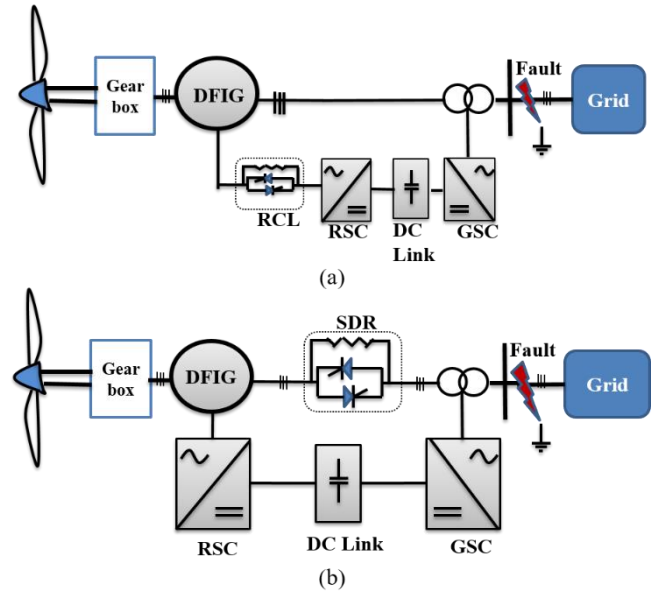 Gear
box
DFIG
Fault
Grid
RCL
RSC
DC
Link
GSC
(a)
SDR
Gear
box
DFIG
Fault
Grid
RSC
DC Link
GSC
(b)